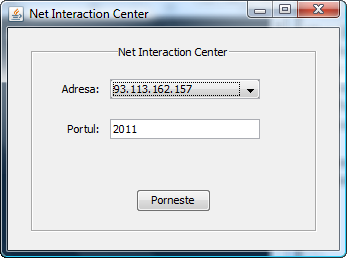 Net Interaction Center
Net Interaction Center
Adresa: 93.113.162.157
Portul: 2011
Porneste